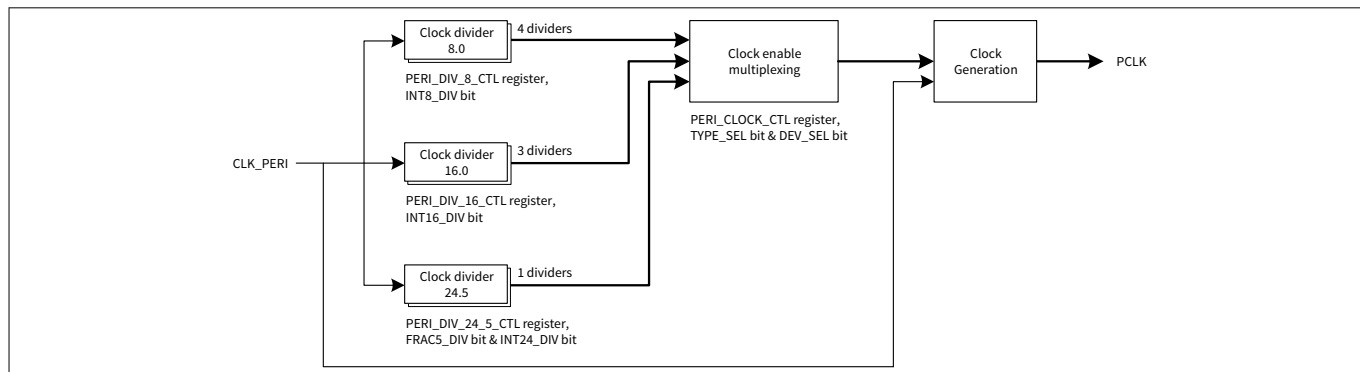 Clock divider
8.0
4 dividers
PERI_DIV_8_CTL register,
INT8_DIV bit
Clock enable
multiplexing
PERI_CLOCK_CTL register,
TYPE_SEL bit & DEV_SEL bit
Clock
Generation
PCLK
CLK_PERI
Clock divider
16.0
3 dividers
PERI_DIV_16_CTL register,
INT16_DIV bit
Clock divider
24.5
1 dividers
PERI_DIV_24_5_CTL register,
FRAC5_DIV bit & INT24_DIV bit